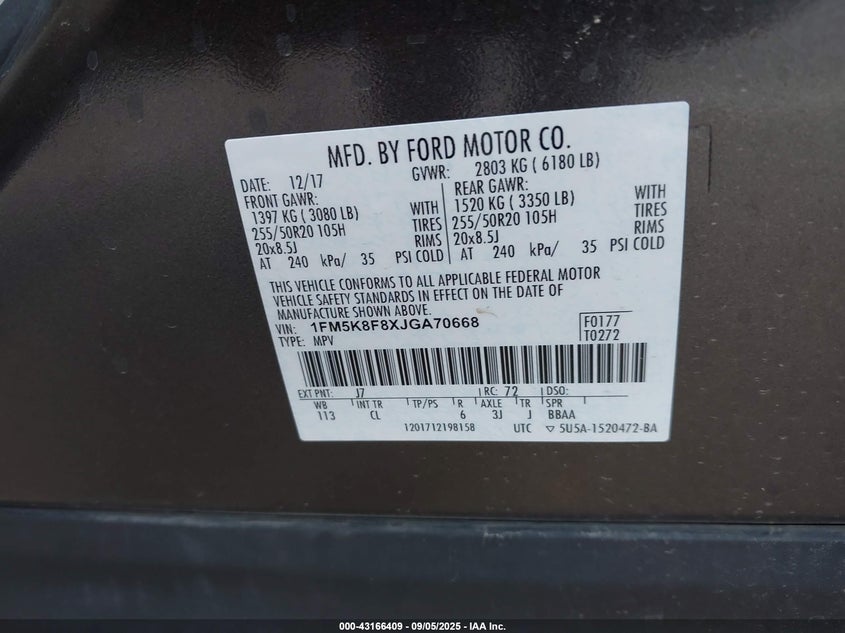 MFD. BY FORD MOTOR CO.
DATE: 12/17 GVWR: 2803 KG ( 6180 LB)
FRONT GAWR: REAR GAWR:
1397 KG ( 3080 LB) WITH 1520 KG ( 3350 LB) WITH
255/50R20 105H TIRES 255/50R20 105H TIRES
20x8.5J RIMS 20x8.5J RIMS
AT 240 kPa/ 35 PSI COLD AT 240 kPa/ 35 PSI COLD
THIS VEHICLE CONFORMS TO ALL APPLICABLE FEDERAL MOTOR
VEHICLE SAFETY STANDARDS IN EFFECT ON THE DATE OF
MANUFACTURE SHOWN ABOVE.
VIN: 1FM5K8F8XJGA70668 F0177
TYPE: MPV T0272
EXT PNT: J7 RC: 72 DSO:
WB INT TR TP/PS R AXLE TR SPR
113 CL 6 3J J BBAA
1201712198158 UTC ▽ 5U5A-1520472-BA
000-43166409 - 09/05/2025 - IAA Inc.